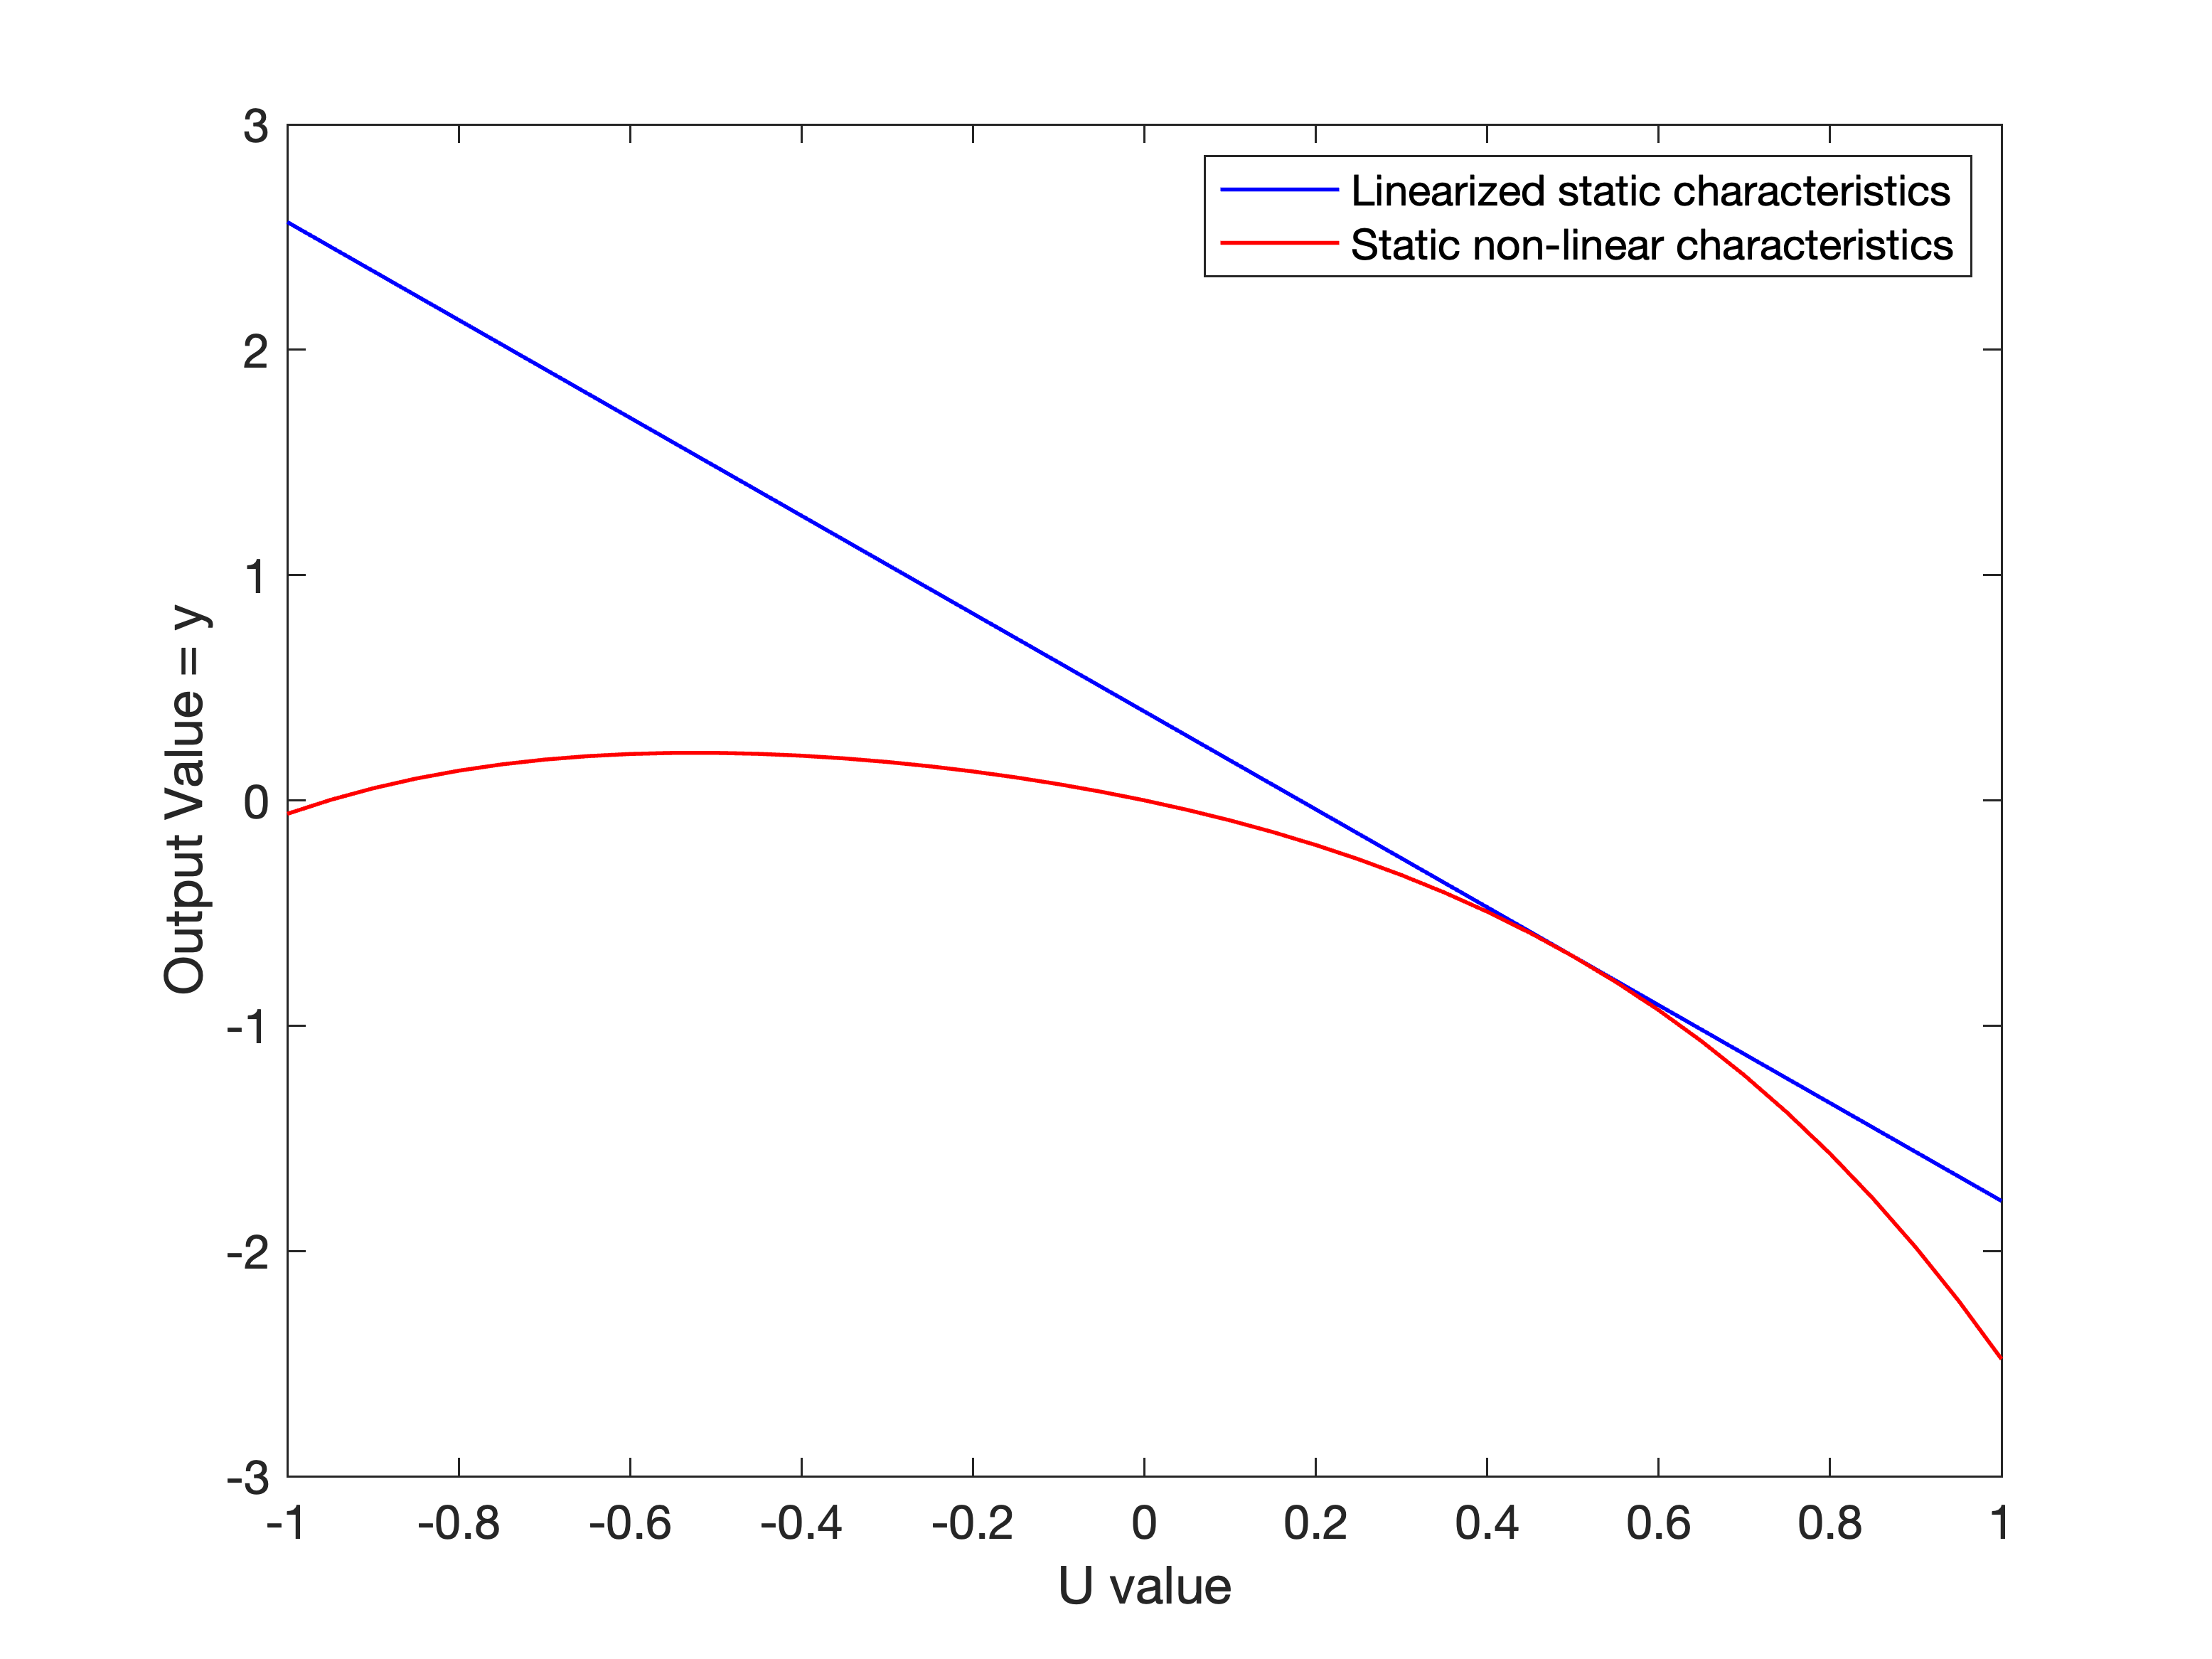 Linearized static characteristics
Static non-linear characteristics
3
2
1
0
-1
-2
-3
Output Value = y
-1 -0.8 -0.6 -0.4 -0.2 0 0.2 0.4 0.6 0.8 1
U value